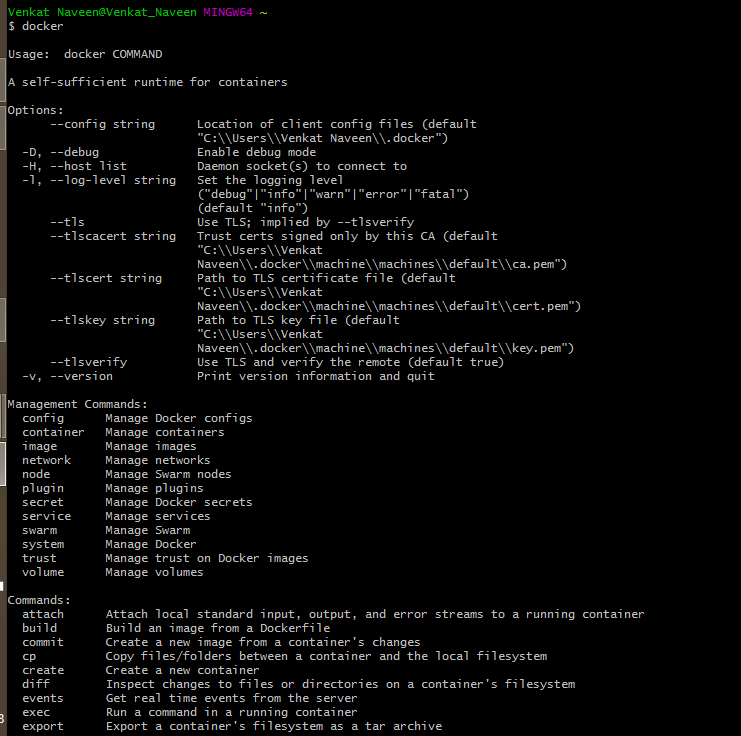 Venkat Naveen@Venkat_Naveen MINGW64 ~
$ docker
Usage:  docker COMMAND
A self-sufficient runtime for containers
Options:
      --config string      Location of client config files (default
                           "C:\\Users\\Venkat Naveen\\.docker")
  -D, --debug              Enable debug mode
  -H, --host list          Daemon socket(s) to connect to
  -l, --log-level string   Set the logging level
                           ("debug"|"info"|"warn"|"error"|"fatal")
                           (default "info")
      --tls                Use TLS; implied by --tlsverify
      --tlscacert string   Trust certs signed only by this CA (default
                           "C:\\Users\\Venkat
                           Naveen\\.docker\\machine\\machines\\default\\ca.pem")
      --tlscert string     Path to TLS certificate file (default
                           "C:\\Users\\Venkat
                           Naveen\\.docker\\machine\\machines\\default\\cert.pem")
      --tlskey string      Path to TLS key file (default
                           "C:\\Users\\Venkat
                           Naveen\\.docker\\machine\\machines\\default\\key.pem")
      --tlsverify          Use TLS and verify the remote (default true)
  -v, --version            Print version information and quit
Management Commands:
  config      Manage Docker configs
  container   Manage containers
  image       Manage images
  network     Manage networks
  node        Manage Swarm nodes
  plugin      Manage plugins
  secret      Manage Docker secrets
  service     Manage services
  swarm       Manage Swarm
  system      Manage Docker
  trust       Manage trust on Docker images
  volume      Manage volumes
Commands:
  attach      Attach local standard input, output, and error streams to a running container
  build       Build an image from a Dockerfile
  commit      Create a new image from a container's changes
  cp          Copy files/folders between a container and the local filesystem
  create      Create a new container
  diff        Inspect changes to files or directories on a container's filesystem
  events      Get real time events from the server
  exec        Run a command in a running container
  export      Export a container's filesystem as a tar archive